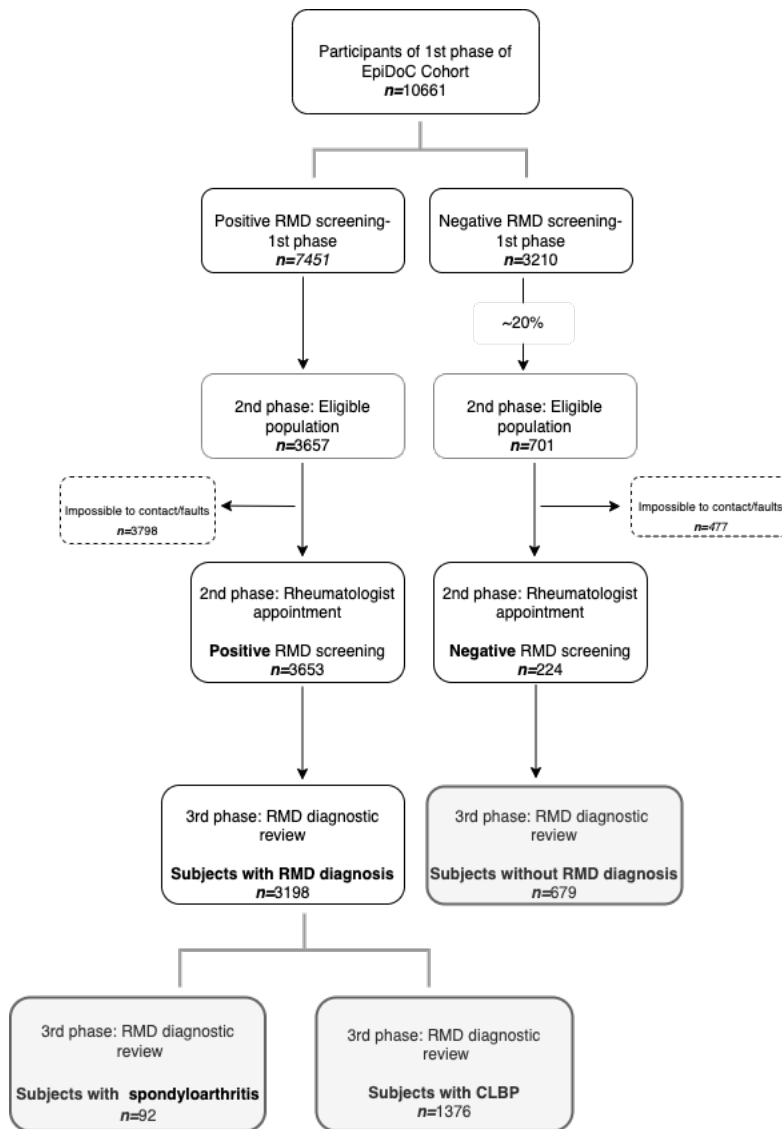 Participants of 1st phase of
EpiDoC Cohort
n=10661
Positive RMD screening-
1st phase
n=7451
Negative RMD screening-
1st phase
n=3210
~20%
2nd phase: Eligible
population
n=3657
2nd phase: Eligible
population
n=701
Impossible to contact/faults
n=3798
Impossible to contact/faults
n=477
2nd phase: Rheumatologist
appointment
Positive RMD screening
n=3653
2nd phase: Rheumatologist
appointment
Negative RMD screening
n=224
3rd phase: RMD diagnostic
review
Subjects with RMD diagnosis
n=3198
3rd phase: RMD diagnostic
review
Subjects without RMD diagnosis
n=679
3rd phase: RMD diagnostic
review
Subjects with spondyloarthritis
n=92
3rd phase: RMD diagnostic
review
Subjects with CLBP
n=1376